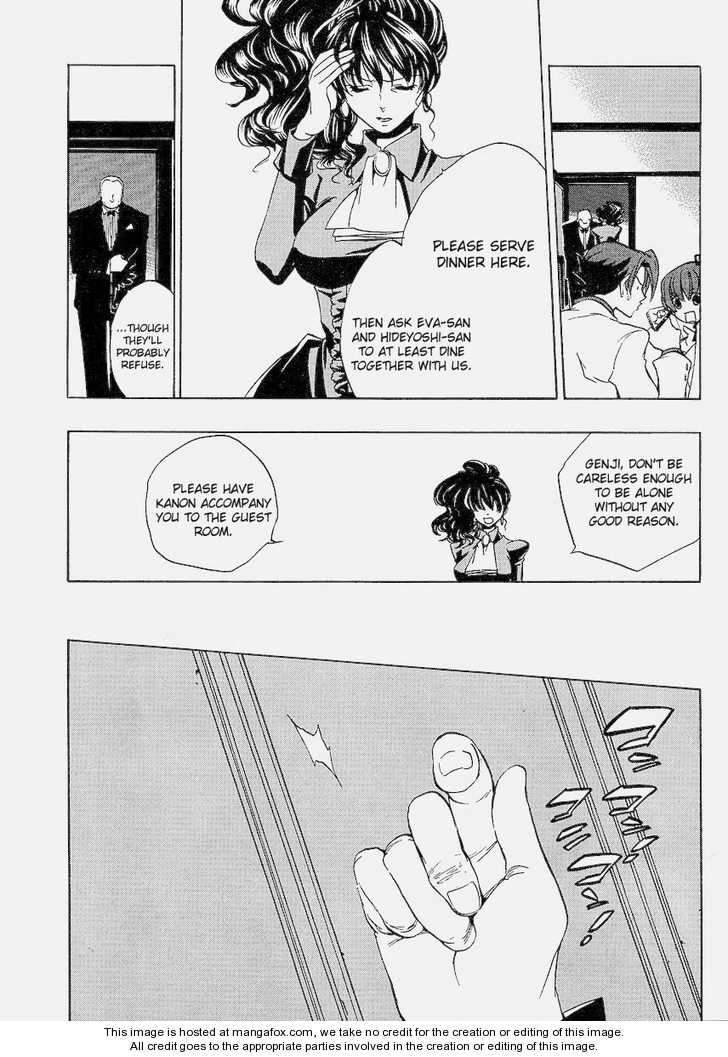 PLEASE SERVE
DINNER HERE.
THEN ASK EVA-SAN
AND HIDEYOSHI-SAN
TO AT LEAST DINE
TOGETHER WITH US.
...THOUGH
THEY'LL
PROBABLY
REFUSE.
GENJI, DON'T BE
CARELESS ENOUGH
TO BE ALONE
WITHOUT ANY
GOOD REASON.
PLEASE HAVE
KANON ACCOMPANY
YOU TO THE GUEST
ROOM.
This image is hosted at mangafox.com, we take no credit for the creation or editing of this image.
All credit goes to the appropriate parties involved in the creation or editing of this image.